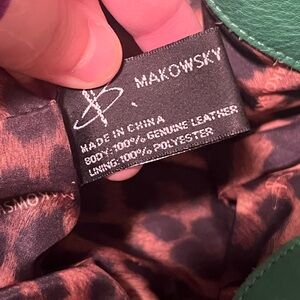 B. MAKOWSKY
MADE IN CHINA
BODY: 100% GENUINE LEATHER
LINING: 100% POLYESTER